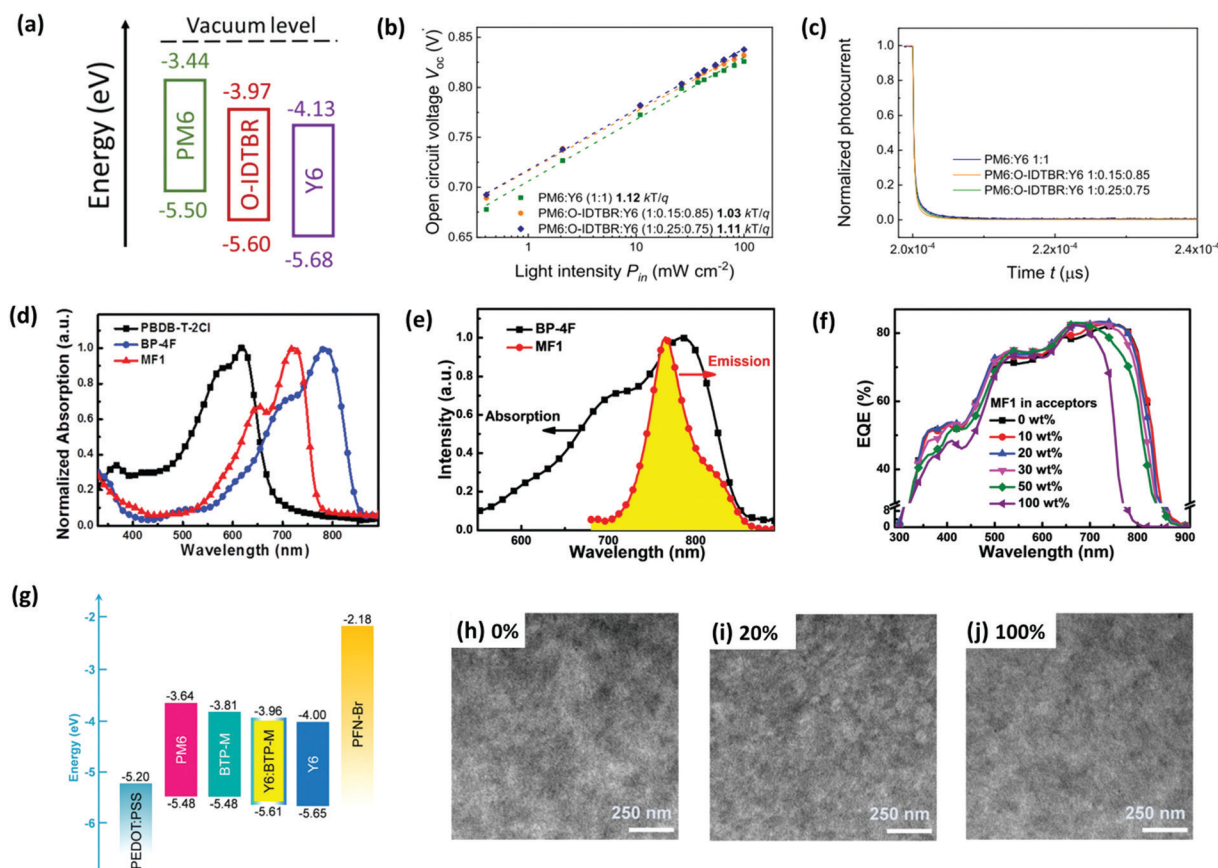 (a)
Vacuum level
Energy (eV)
-3.44
PM6
-5.50
-3.97
O-IDTBR
-5.60
-4.13
Y6
-5.68
(b)
Open circuit voltage Voc (V)
0.85
0.80
0.75
0.70
0.65
PM6:Y6 (1:1) 1.12 kT/q
PM6:O-IDTBR:Y6 (1:0.15:0.85) 1.03 kT/q
PM6:O-IDTBR:Y6 (1:0.25:0.75) 1.11 kT/q
1 10 100
Light intensity Pin (mW cm-2)
(c)
Normalized photocurrent
1.0
0.8
0.6
0.4
0.2
0.0
PM6:Y6 1:1
PM6:O-IDTBR:Y6 1:0.15:0.85
PM6:O-IDTBR:Y6 1:0.25:0.75
2.0x10-4 2.2x10-4 2.4x10-4
Time t (μs)
(d)
Normalized Absorption (a.u.)
1.0
0.8
0.6
0.4
0.2
0.0
PBDB-T-2Cl
BP-4F
MF1
400 500 600 700 800
Wavelength (nm)
(e)
Intensity (a.u.)
1.0
0.8
0.6
0.4
0.2
0.0
BP-4F
MF1
Emission
Absorption
600 700 800
Wavelength (nm)
(f)
EQE (%)
80
60
40
8
0
MF1 in acceptors
0 wt%
10 wt%
20 wt%
30 wt%
50 wt%
100 wt%
300 400 500 600 700 800 900
Wavelength (nm)
(g)
Energy (eV)
-2
-3
-4
-5
-6
-5.20
PEDOT:PSS
-3.64
PM6
-5.48
-3.81
BTP-M
-5.48
-3.96
Y6:BTP-M
-5.61
-4.00
Y6
-5.65
-2.18
PFN-Br
(h) 0%
250 nm
(i) 20%
250 nm
(j) 100%
250 nm